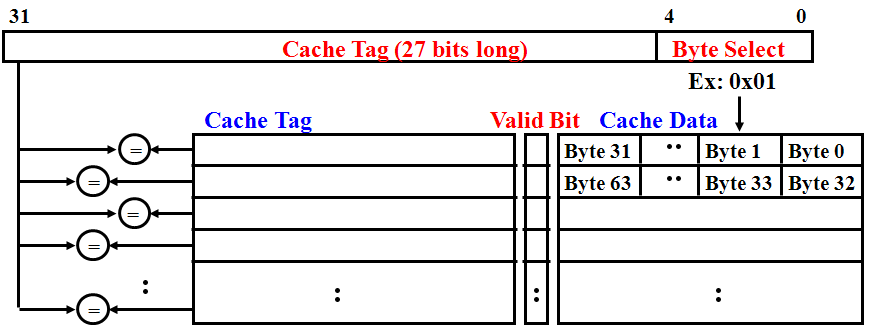 31 4 0
Cache Tag (27 bits long) Byte Select
Ex: 0x01
Cache Tag Valid Bit Cache Data
= Byte 31 ·· Byte 1 Byte 0
= Byte 63 ·· Byte 33 Byte 32
=
=
: : : :
=